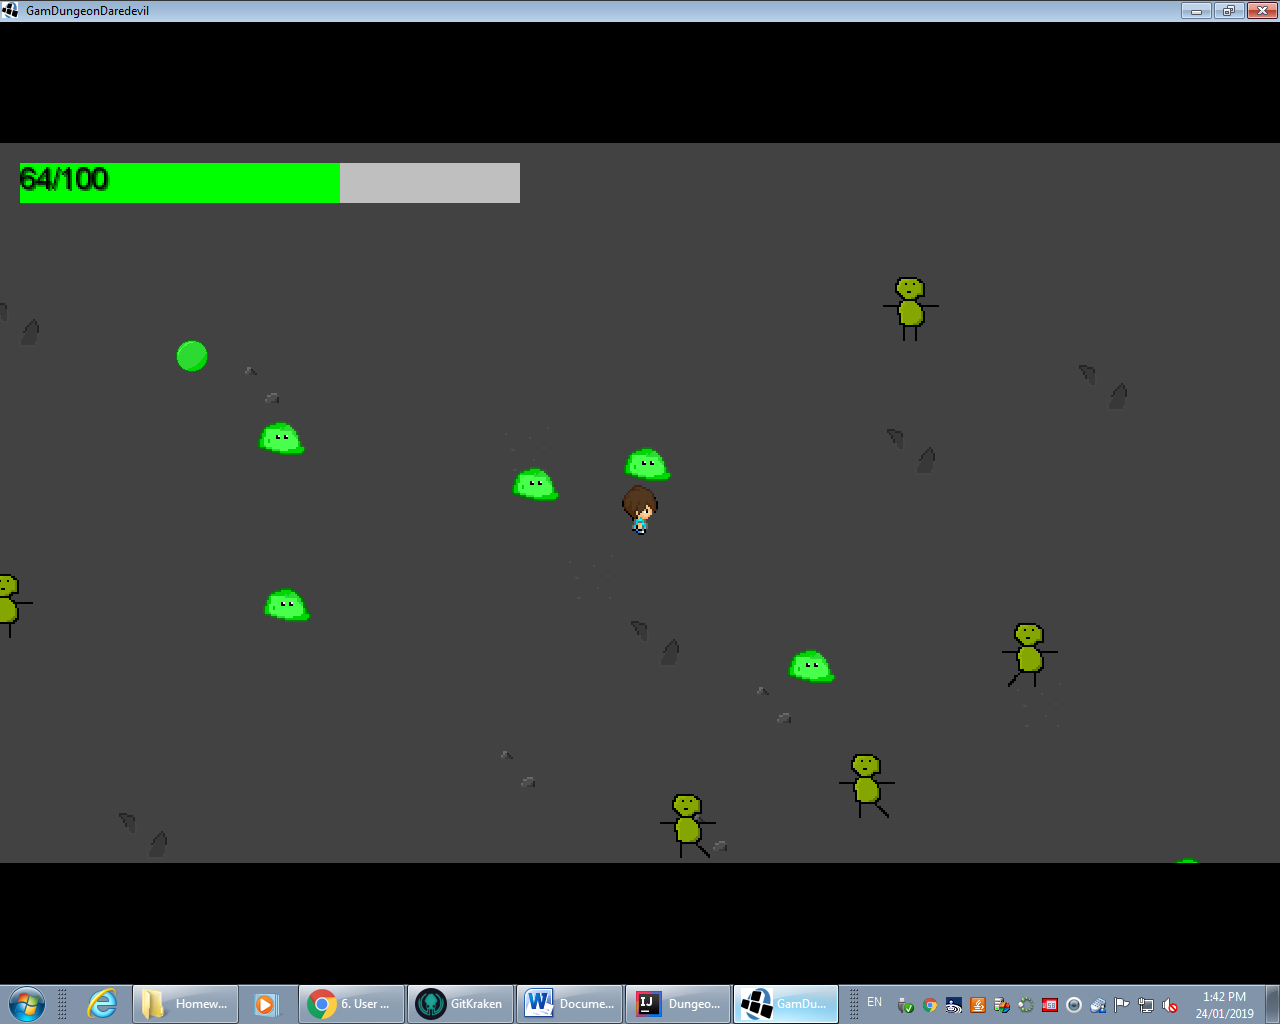 GamDungeonDaredevil
64/100
Homew...
6. User ...
GitKraken
Docume...
Dungeo...
GamDu...
EN
1:42 PM
24/01/2019